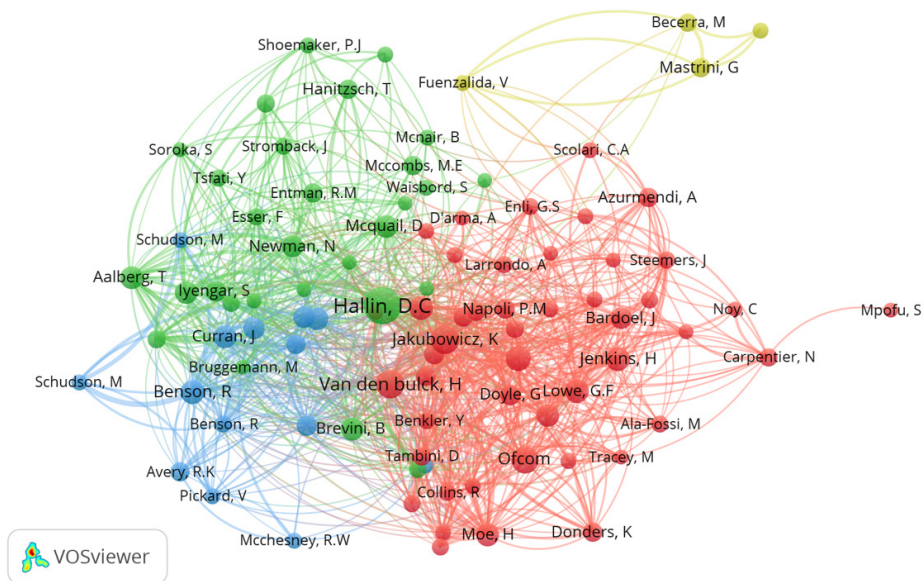 Becerra, M
Shoemaker, P.J
Mastrini, G
Fuenzalida, V
Hanitzsch, T
Mcnair, B
Soroka, S
Stromback, J
Scolari, C.A
Mccombs, M.E
Tsfati, Y
Waisbord, S
Entman, R.M
Azurmendi, A
Enli, G.S
Esser, F
D'arma, A
Mcquail, D
Schudson, M
Newman, N
Steemers, J
Larrondo, A
Aalberg, T
Iyengar, S
Hallin, D.C
Napoli, P.M
Noy, C
Mpofu, S
Bardoel, J
Curran, J
Jakubowicz, K
Carpentier, N
Jenkins, H
Bruggemann, M
Schudson, M
Van den bulck, H
Benson, R
Doyle, G
Lowe, G.F
Benkler, Y
Benson, R
Brevini, B
Ala-Fossi, M
Tambini, D
Ofcom
Tracey, M
Avery, R.K
Pickard, V
Collins, R
Mcchesney, R.W
Moe, H
Donders, K
VOSviewer